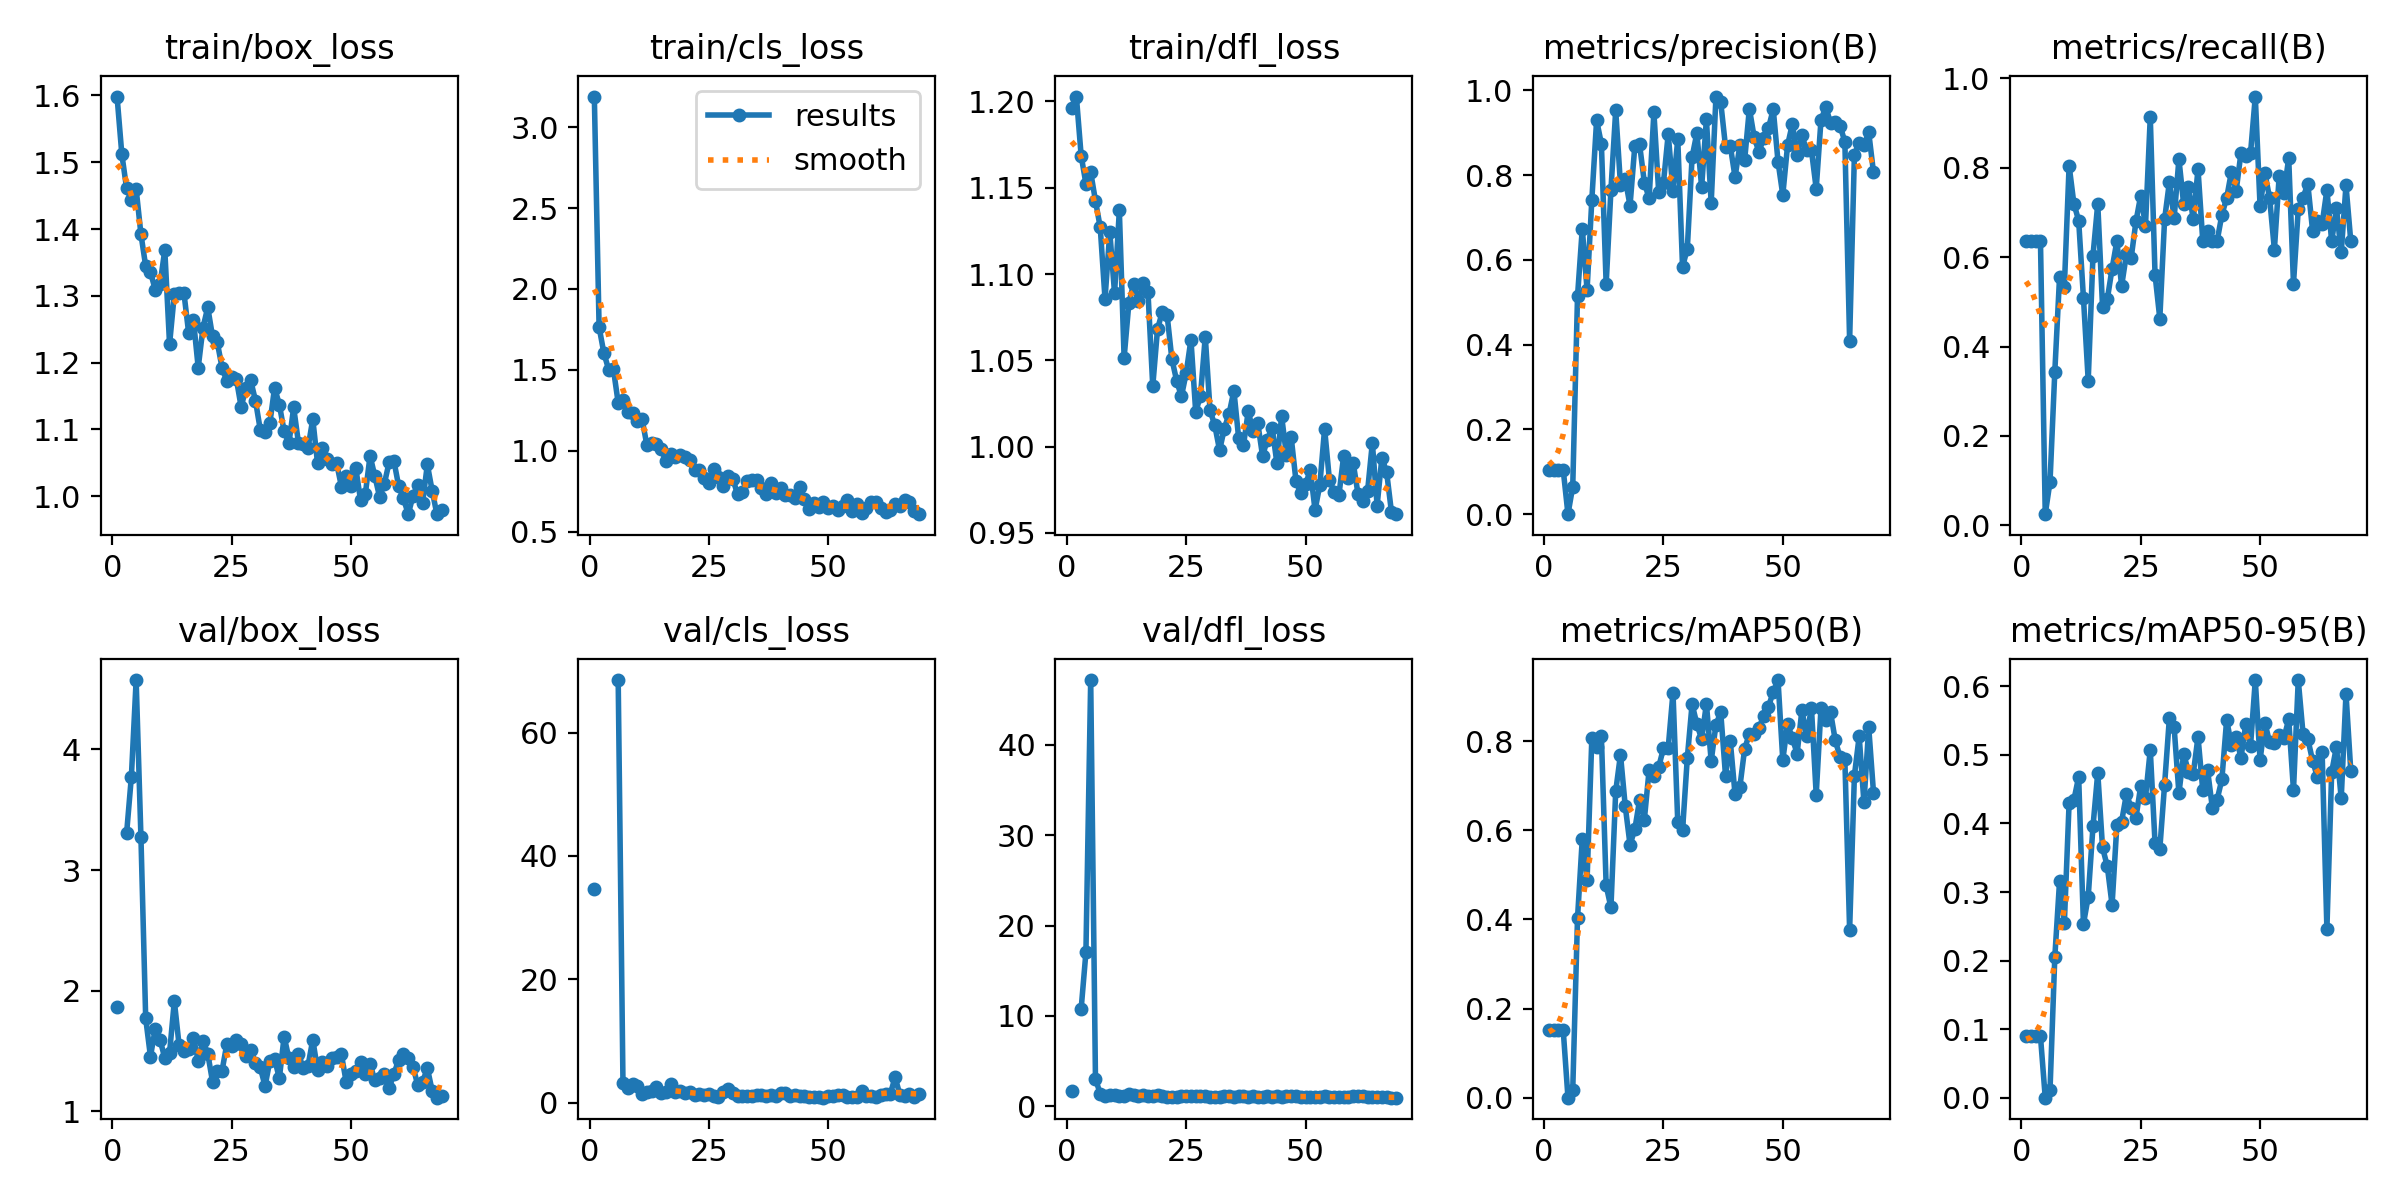 train/box_loss
1.6
1.5
1.4
1.3
1.2
1.1
1.0
0 25 50
train/cls_loss
results
smooth
3.0
2.5
2.0
1.5
1.0
0.5
0 25 50
train/dfl_loss
1.20
1.15
1.10
1.05
1.00
0.95
0 25 50
metrics/precision(B)
1.0
0.8
0.6
0.4
0.2
0.0
0 25 50
metrics/recall(B)
1.0
0.8
0.6
0.4
0.2
0.0
0 25 50
val/box_loss
4
3
2
1
0 25 50
val/cls_loss
60
40
20
0
0 25 50
val/dfl_loss
40
30
20
10
0
0 25 50
metrics/mAP50(B)
0.8
0.6
0.4
0.2
0.0
0 25 50
metrics/mAP50-95(B)
0.6
0.5
0.4
0.3
0.2
0.1
0.0
0 25 50